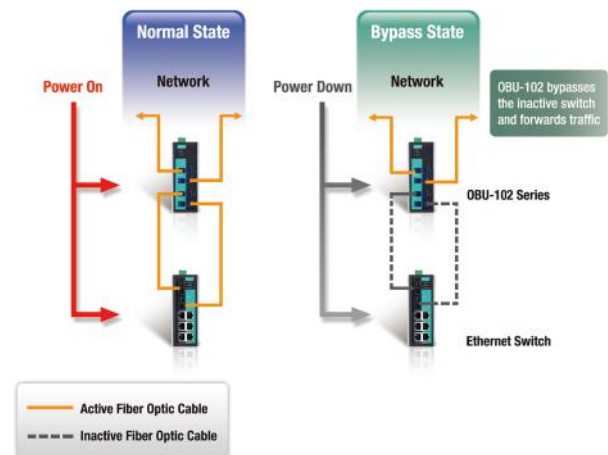 Normal State
Network
Power On
Bypass State
Network
Power Down
OBU-102 bypasses
the inactive switch
and forwards traffic
OBU-102 Series
Ethernet Switch
Active Fiber Optic Cable
Inactive Fiber Optic Cable